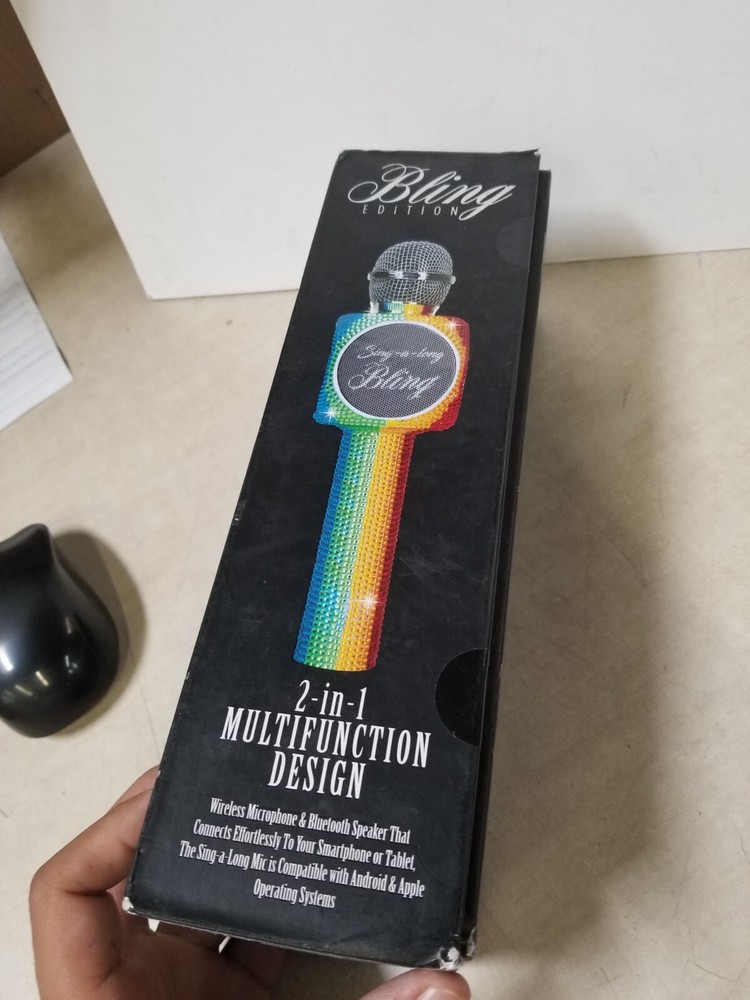 Bling
EDITION
Sing-a-long
Bling
2-in-1
MULTIFUNCTION
DESIGN
Wireless Microphone & Bluetooth Speaker That
Connects Effortlessly To Your Smartphone or Tablet,
The Sing-a-Long Mic is Compatible with Android & Apple
Operating Systems